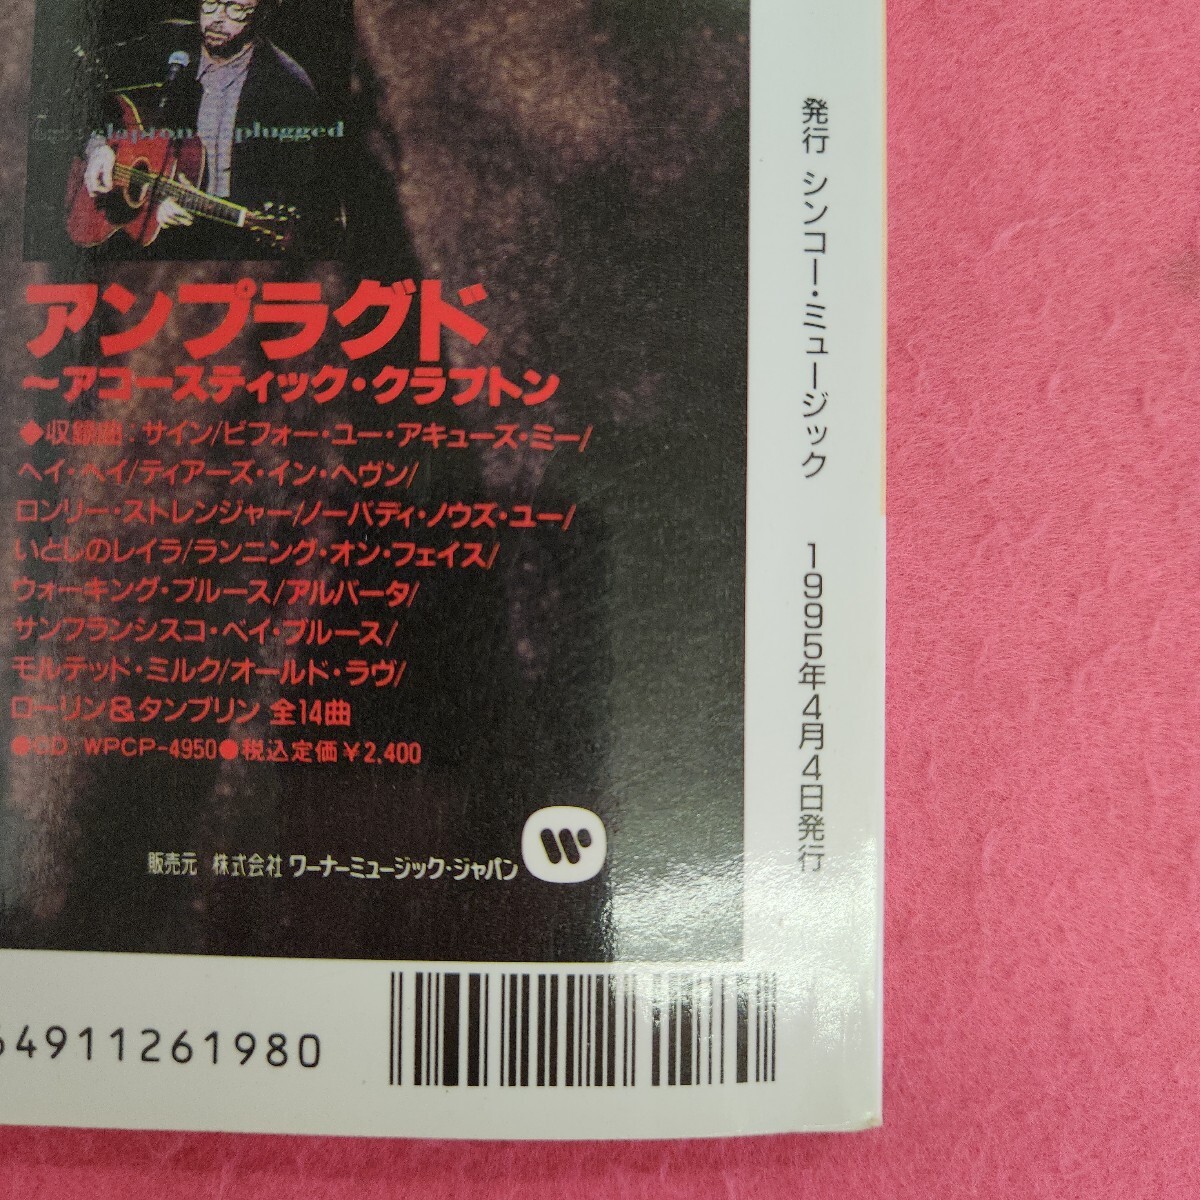 clapton unplugged
アンプラグド
〜アコースティック・クラプトン
◆収録曲：サイン/ビフォー・ユー・アキューズ・ミー/
ヘイ・ヘイ/ティアーズ・イン・ヘヴン/
ロンリー・ストレンジャー/ノーバディ・ノウズ・ユー/
いとしのレイラ/ランニング・オン・フェイス/
ウォーキング・ブルース/アルバータ/
サンフランシスコ・ベイ・ブルース/
モルテッド・ミルク/オールド・ラヴ/
ローリン&タンブリン 全14曲
●CD：WPCP-4950●税込定価￥2,400
販売元 株式会社 ワーナーミュージック・ジャパン
4911261980
発行 シンコー・ミュージック 1995年4月4日発行